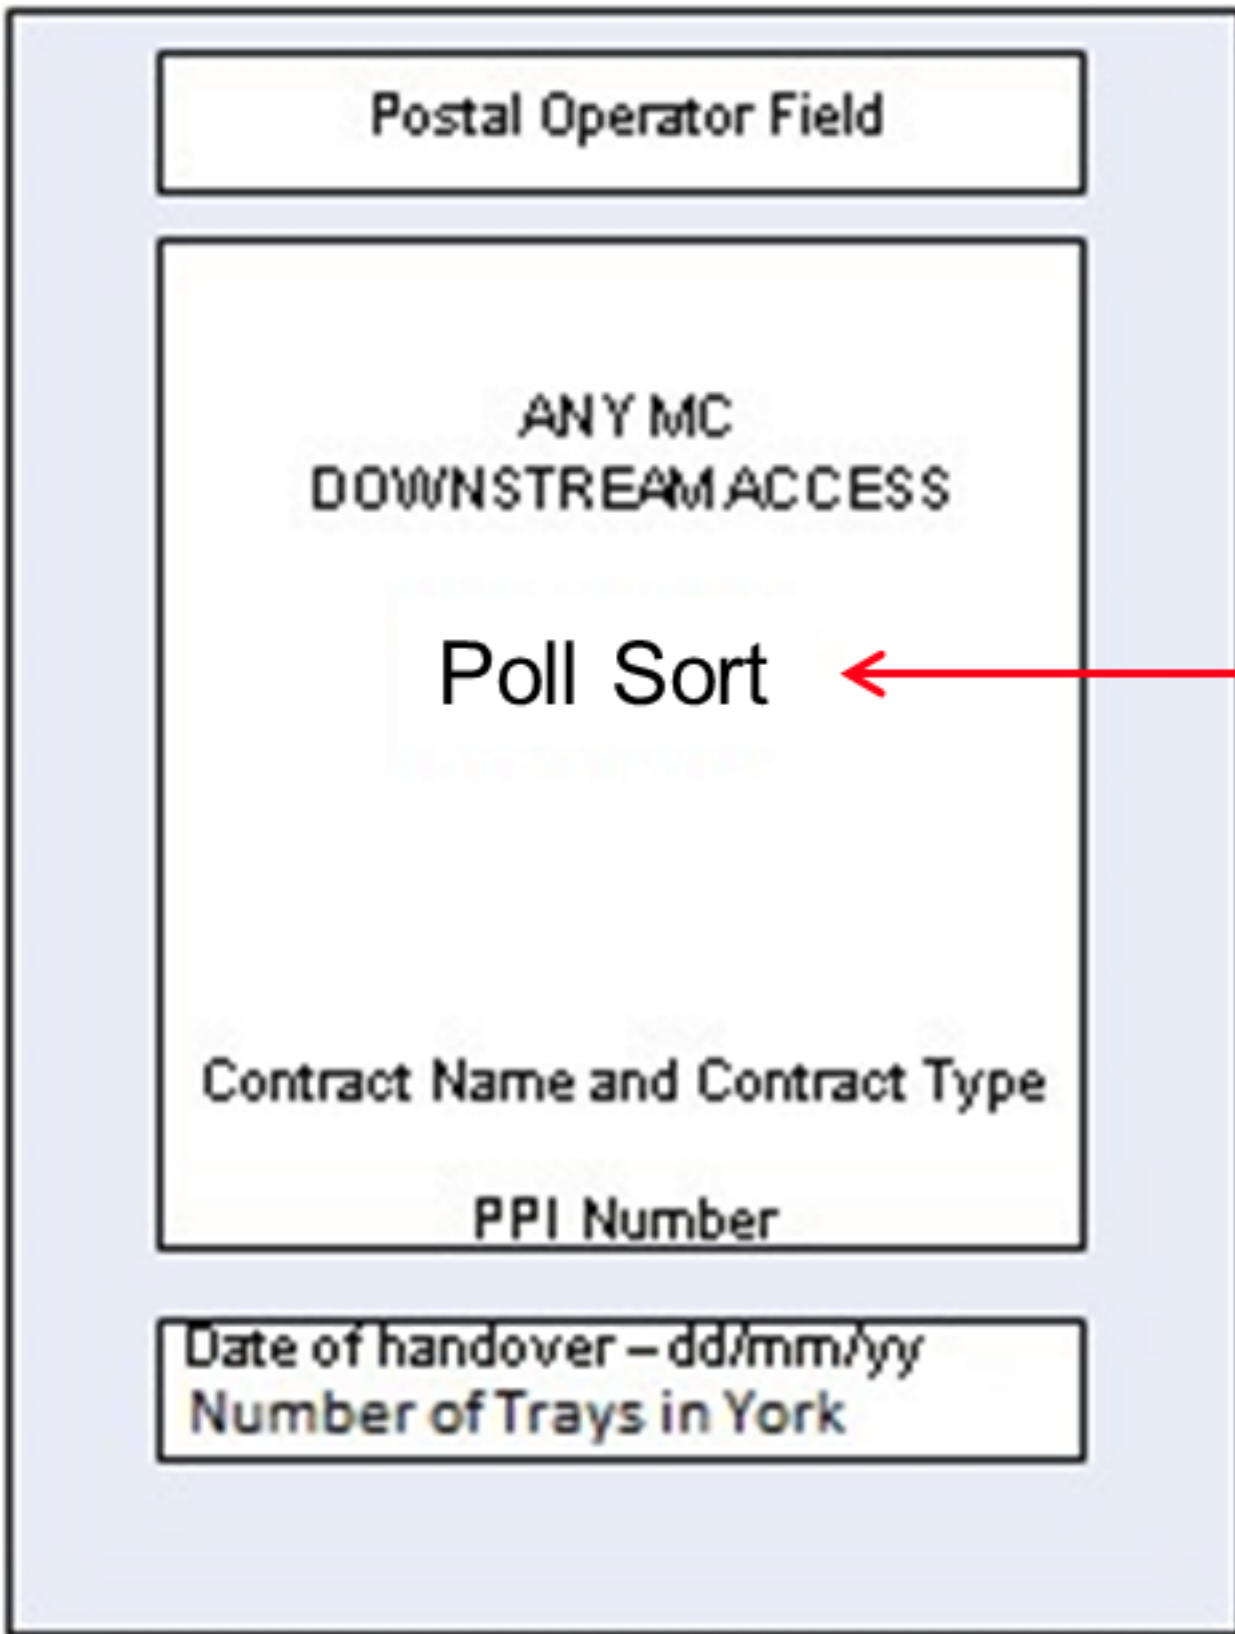 Postal Operator Field
ANY MC
DOWNSTREAM ACCESS
Poll Sort
Contract Name and Contract Type
PPI Number
Date of handover – dd/mm/yy
Number of Trays in York